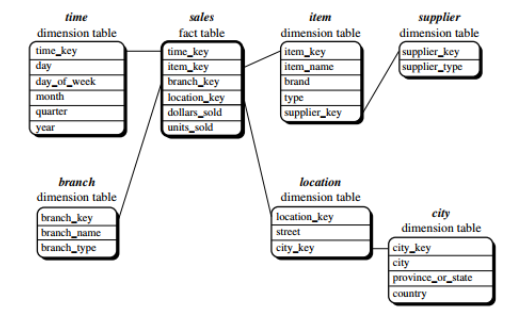 time
dimension table
time_key
day
day_of_week
month
quarter
year
sales
fact table
time_key
item_key
branch_key
location_key
dollars_sold
units_sold
item
dimension table
item_key
item_name
brand
type
supplier_key
supplier
dimension table
supplier_key
supplier_type
branch
dimension table
branch_key
branch_name
branch_type
location
dimension table
location_key
street
city_key
city
dimension table
city_key
city
province_or_state
country